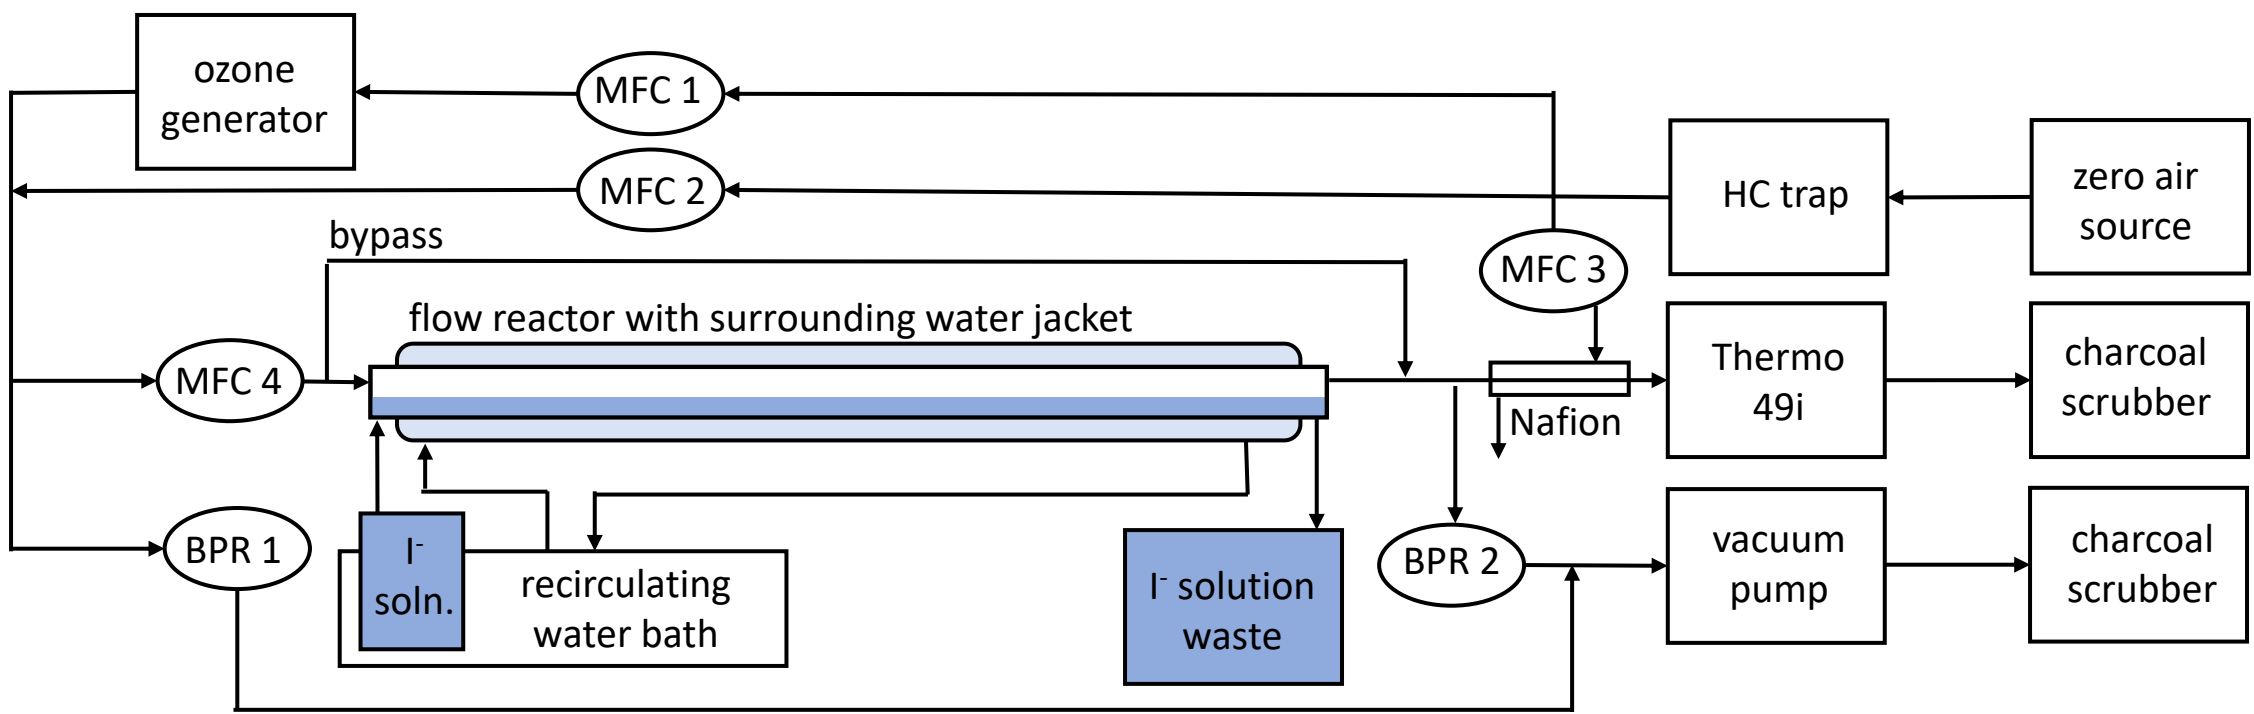 ozone
generator
MFC 1
MFC 2
HC trap
zero air
source
bypass
MFC 3
flow reactor with surrounding water jacket
MFC 4
Thermo
49i
charcoal
scrubber
Nafion
BPR 1
I⁻
soln.
recirculating
water bath
I⁻ solution
waste
BPR 2
vacuum
pump
charcoal
scrubber